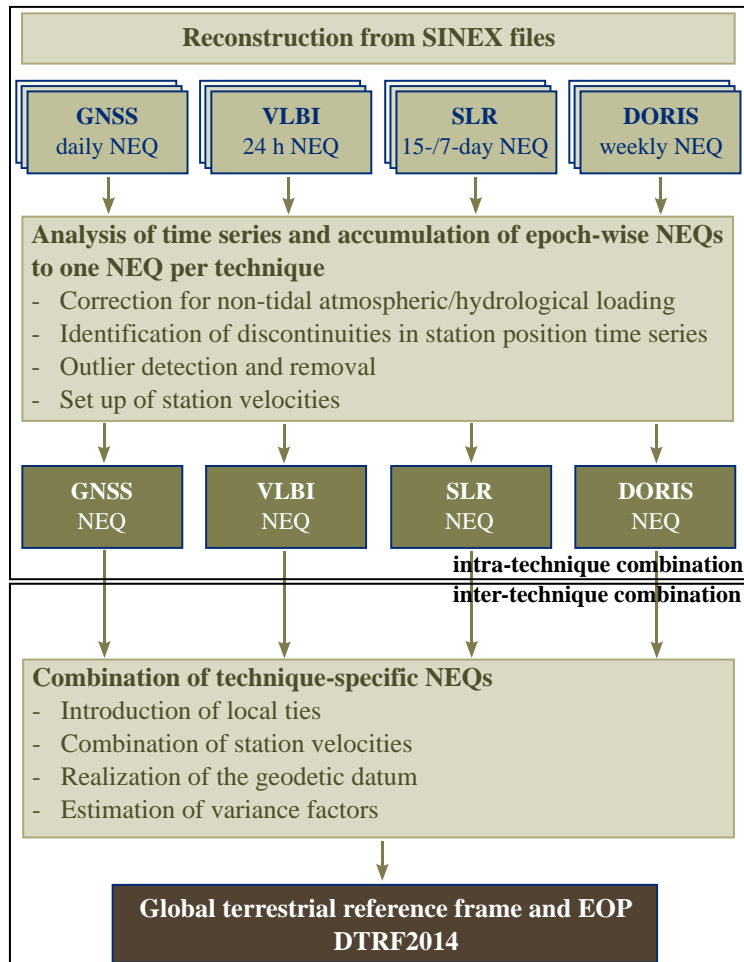 Reconstruction from SINEX files
GNSS
daily NEQ
VLBI
24 h NEQ
SLR
15-/7-day NEQ
DORIS
weekly NEQ
Analysis of time series and accumulation of epoch-wise NEQs
to one NEQ per technique
- Correction for non-tidal atmospheric/hydrological loading
- Identification of discontinuities in station position time series
- Outlier detection and removal
- Set up of station velocities
GNSS
NEQ
VLBI
NEQ
SLR
NEQ
DORIS
NEQ
intra-technique combination
inter-technique combination
Combination of technique-specific NEQs
- Introduction of local ties
- Combination of station velocities
- Realization of the geodetic datum
- Estimation of variance factors
Global terrestrial reference frame and EOP
DTRF2014